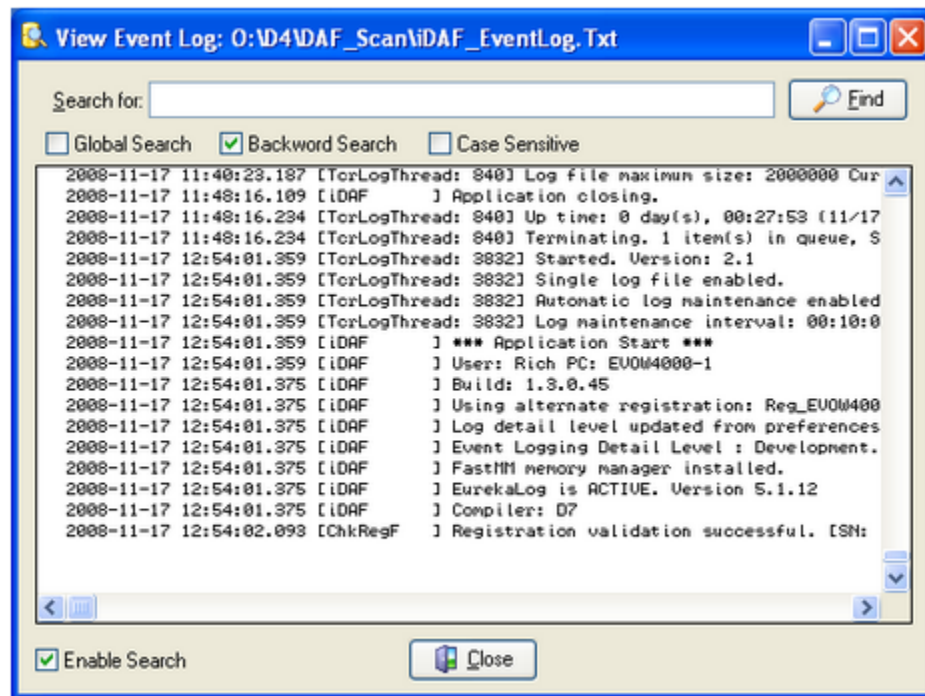 View Event Log: O:\D4\DAF_Scan\iDAF_EventLog.Txt
Search for:
Find
Global Search Backword Search Case Sensitive
2008-11-17 11:40:23.187 [TcrLogThread: 840] Log file maximum size: 2000000 Cur
2008-11-17 11:48:16.109 [iDAF ] Application closing.
2008-11-17 11:48:16.234 [TcrLogThread: 840] Up time: 0 day(s), 00:27:53 (11/17
2008-11-17 11:48:16.234 [TcrLogThread: 840] Terminating. 1 item(s) in queue, S
2008-11-17 12:54:01.359 [TcrLogThread: 3832] Started. Version: 2.1
2008-11-17 12:54:01.359 [TcrLogThread: 3832] Single log file enabled.
2008-11-17 12:54:01.359 [TcrLogThread: 3832] Automatic log maintenance enabled
2008-11-17 12:54:01.359 [TcrLogThread: 3832] Log maintenance interval: 00:10:0
2008-11-17 12:54:01.359 [iDAF ] *** Application Start ***
2008-11-17 12:54:01.359 [iDAF ] User: Rich PC: EVOW4000-1
2008-11-17 12:54:01.375 [iDAF ] Build: 1.3.0.45
2008-11-17 12:54:01.375 [iDAF ] Using alternate registration: Reg_EVOW400
2008-11-17 12:54:01.375 [iDAF ] Log detail level updated from preferences
2008-11-17 12:54:01.375 [iDAF ] Event Logging Detail Level : Development.
2008-11-17 12:54:01.375 [iDAF ] FastMM memory manager installed.
2008-11-17 12:54:01.375 [iDAF ] EurekaLog is ACTIVE. Version 5.1.12
2008-11-17 12:54:01.375 [iDAF ] Compiler: D7
2008-11-17 12:54:02.093 [ChkRegF ] Registration validation successful. [SN:
Enable Search
Close